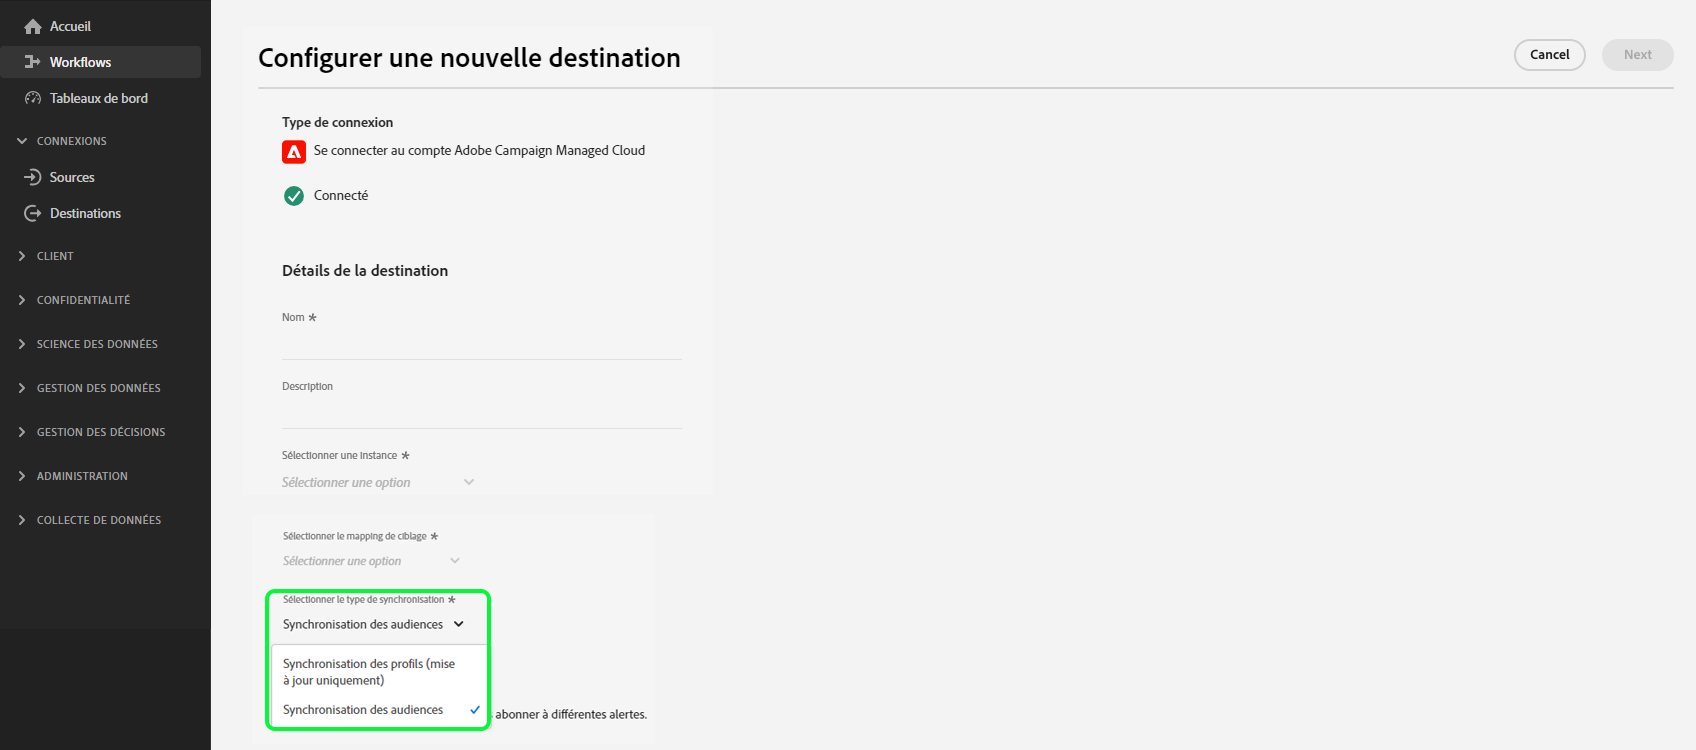 Accueil
Workflows
Tableaux de bord
CONNEXIONS
Sources
Destinations
CLIENT
CONFIDENTIALITÉ
SCIENCE DES DONNÉES
GESTION DES DONNÉES
GESTION DES DÉCISIONS
ADMINISTRATION
COLLECTE DE DONNÉES
Configurer une nouvelle destination
Cancel
Next
Type de connexion
Se connecter au compte Adobe Campaign Managed Cloud
Connecté
Détails de la destination
Nom *
Description
Sélectionner une instance *
Sélectionner une option
Sélectionner le mapping de ciblage *
Sélectionner une option
Sélectionner le type de synchronisation *
Synchronisation des audiences
Synchronisation des profils (mise
à jour uniquement)
Synchronisation des audiences
abonner à différentes alertes.